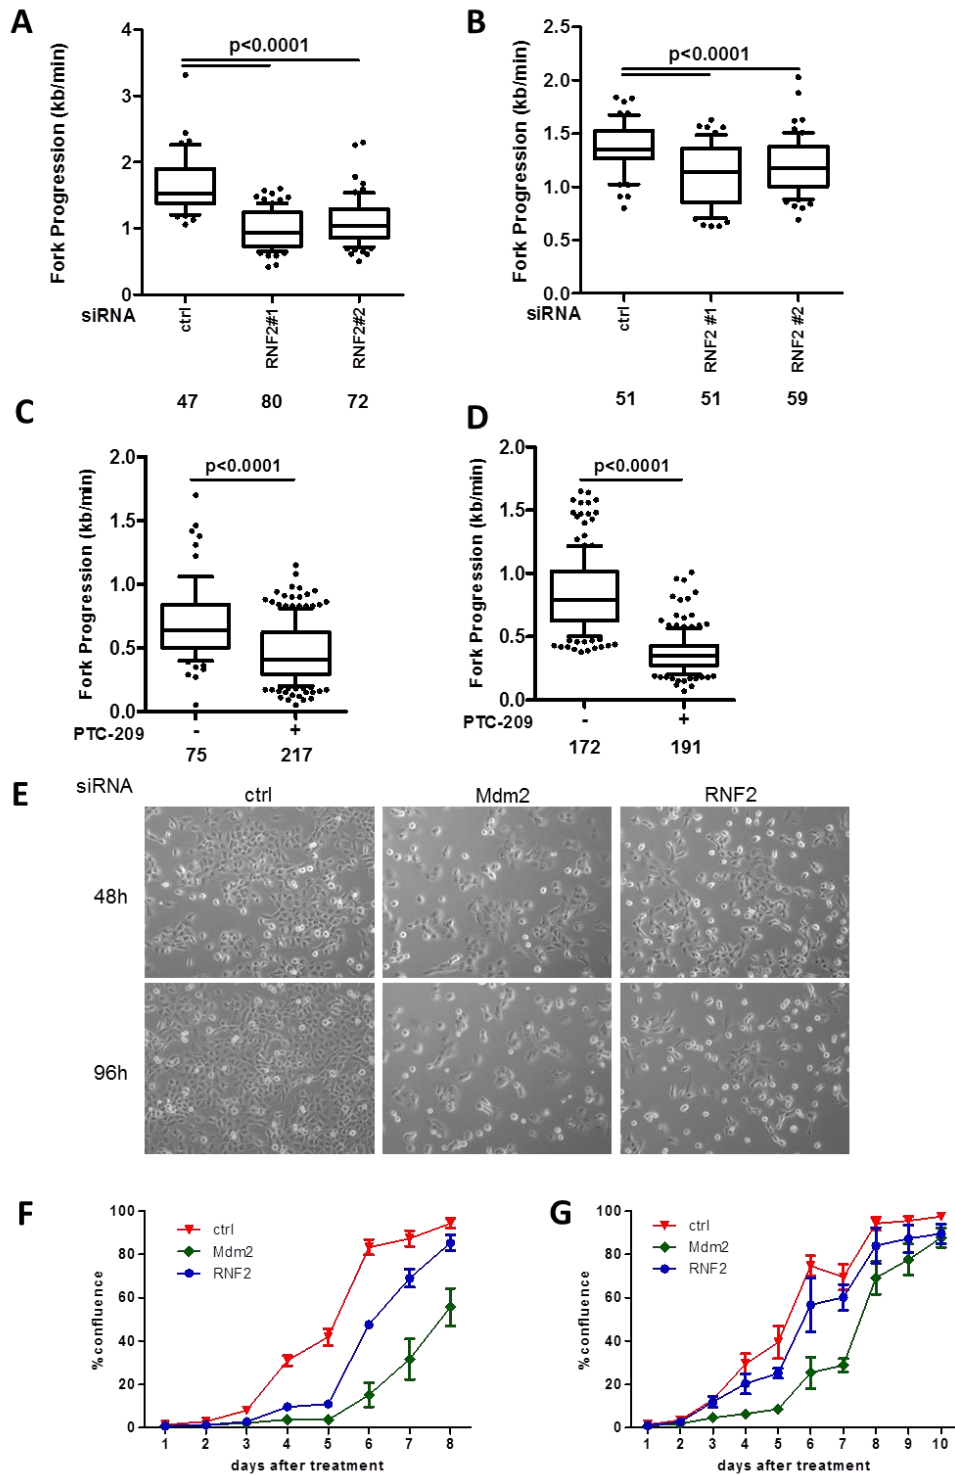 A
4
3
2
1
0
Fork Progression (kb/min)
p<0.0001
siRNA
ctrl
RNF2#1
RNF2#2
47 80 72
B
2.5
2.0
1.5
1.0
0.5
0.0
Fork Progression (kb/min)
p<0.0001
siRNA
ctrl
RNF2 #1
RNF2 #2
51 51 59
C
2.0
1.5
1.0
0.5
0.0
Fork Progression (kb/min)
p<0.0001
PTC-209 - +
75 217
D
2.0
1.5
1.0
0.5
0.0
Fork Progression (kb/min)
p<0.0001
PTC-209 - +
172 191
E
siRNA
ctrl Mdm2 RNF2
48h
96h
F
100
80
60
40
20
0
% confluence
ctrl
Mdm2
RNF2
1 2 3 4 5 6 7 8
days after treatment
G
100
80
60
40
20
0
% confluence
ctrl
Mdm2
RNF2
1 2 3 4 5 6 7 8 9 10
days after treatment